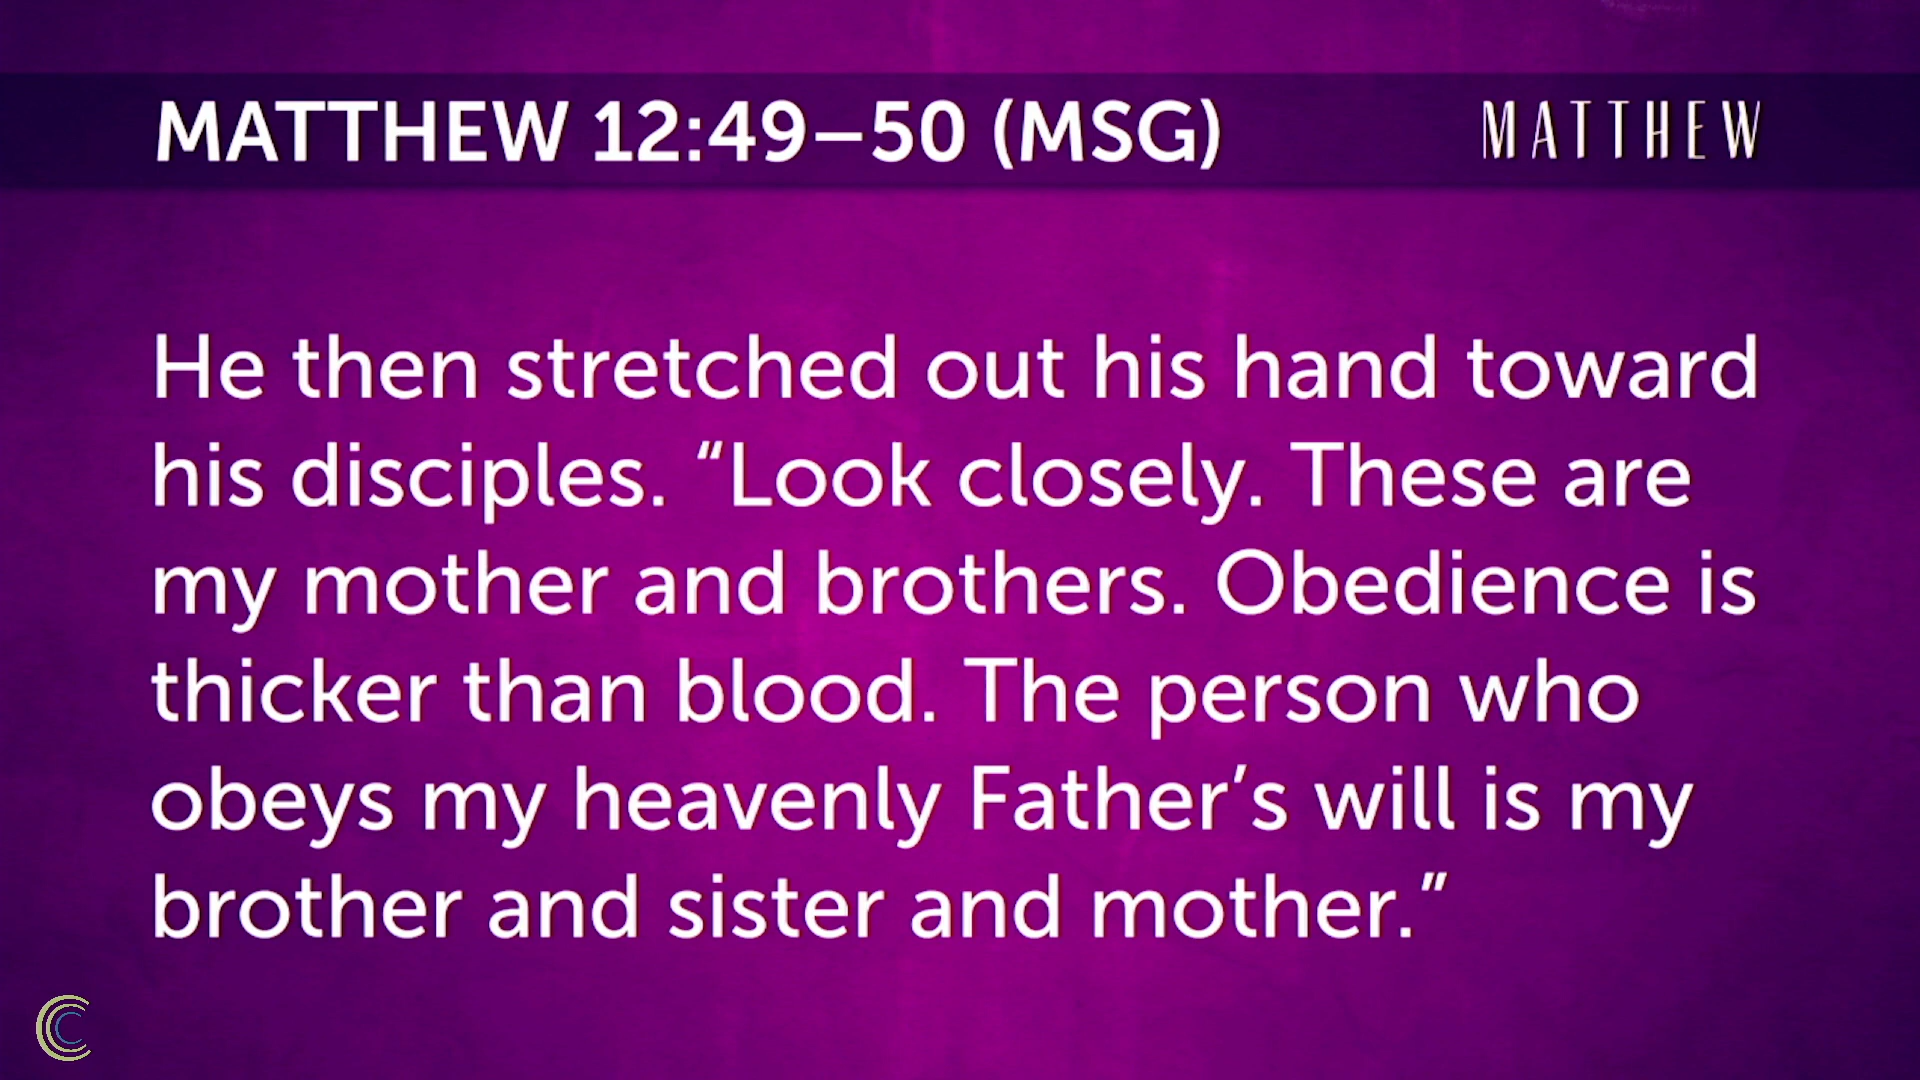 MATTHEW 12:49–50 (MSG)
MATTHEW
He then stretched out his hand toward
his disciples. “Look closely. These are
my mother and brothers. Obedience is
thicker than blood. The person who
obeys my heavenly Father’s will is my
brother and sister and mother.”